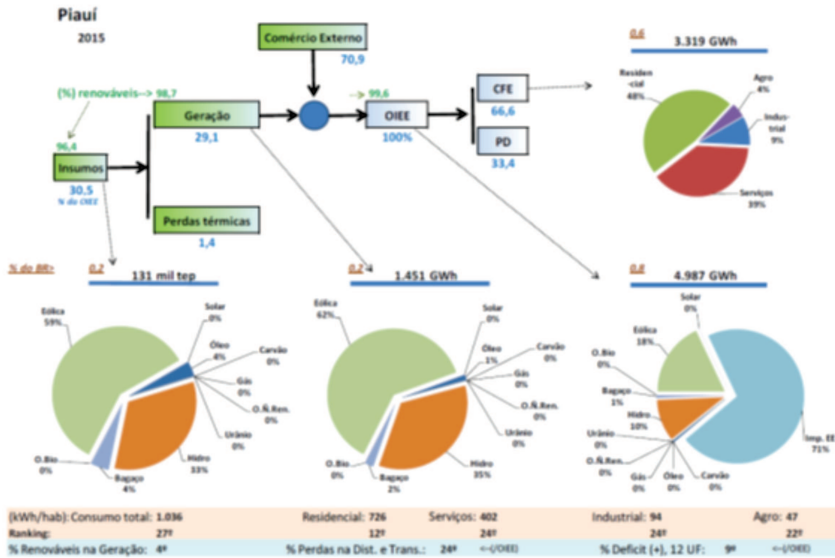 Piauí
2015
Comércio Externo
70,9
0,6
3.319 GWh
(%) renováveis--> 98,7
--> 99,6
Geração
29,1
OIEE
100%
CFE
66,6
PD
33,4
96,4
Insumos
30,5
% do OIEE
Perdas térmicas
1,4
Residen
-cial
48%
Agro
4%
Indus-
trial
9%
Serviços
39%
% do BR>
0,2
131 mil tep
0,2
1.451 GWh
0,8
4.987 GWh
Eólica
59%
Solar
0%
Óleo
4%
Carvão
0%
Gás
0%
O.Ñ.Ren.
0%
Urânio
0%
Hidro
33%
Bagaço
4%
O.Bio
0%
Eólica
62%
Solar
0%
Óleo
1%
Carvão
0%
Gás
0%
O.Ñ.Ren.
0%
Urânio
0%
Hidro
35%
Bagaço
2%
O.Bio
0%
Solar
0%
Eólica
18%
O.Bio
0%
Bagaço
1%
Hidro
10%
Urânio
0%
O.Ñ.Ren.
0%
Gás
0%
Óleo
0%
Carvão
0%
Imp. EE
71%
(kWh/hab): Consumo total: 1.036 Residencial: 726 Serviços: 402 Industrial: 94 Agro: 47
Ranking: 27º 12º 24º 24º 22º
% Renováveis na Geração: 4º % Perdas na Dist. e Trans.: 24º <--(/OIEE) % Deficit (+), 12 UF: 9º <--(/OIEE)